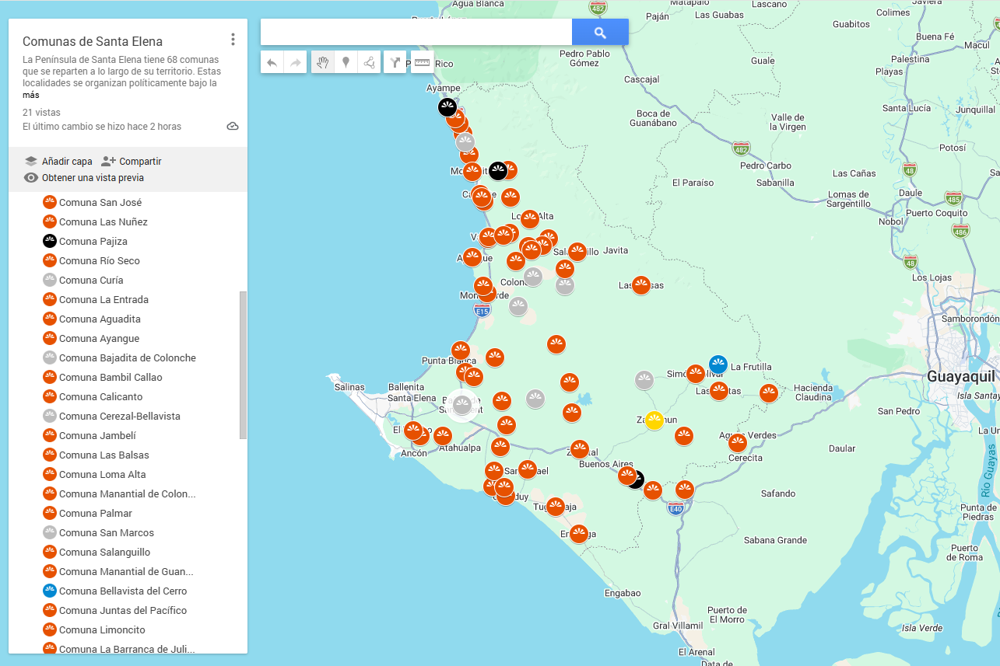 Comunas de Santa Elena
La Península de Santa Elena tiene 68 comunas
que se reparten a lo largo de su territorio. Estas
localidades se organizan políticamente bajo la
más
21 vistas
El último cambio se hizo hace 2 horas
Añadir capa
Compartir
Obtener una vista previa
Comuna San José
Comuna Las Nuñez
Comuna Pajiza
Comuna Río Seco
Comuna Curía
Comuna La Entrada
Comuna Aguadita
Comuna Ayangue
Comuna Bajadita de Colonche
Comuna Bambil Callao
Comuna Calicanto
Comuna Cerezal-Bellavista
Comuna Jambelí
Comuna Las Balsas
Comuna Loma Alta
Comuna Manantial de Colon...
Comuna Palmar
Comuna San Marcos
Comuna Salanguillo
Comuna Manantial de Guan...
Comuna Bellavista del Cerro
Comuna Juntas del Pacífico
Comuna Limoncito
Comuna La Barranca de Juli...
Agua Blanca
482
Matapalo
Lascano
Javiera
Paján
Las Guabas
Colimes
Guabitos
Buena Fé
Macul
Pedro Pablo
Gómez
Rico
Guale
Palestina
Playas
Cascajal
Ayampe
Santa Lucía
Junquillal
Boca de
Guanábano
Valle de
la Virgen
482
Potosí
Pedro Carbo
Sabanilla
Las Cañas
48
El Paraíso
Lomas de
Sargentillo
Daule
485
Puerto Coquito
Nobol
486
Javita
48
Los Lojas
E15
Samborondón
Punta Blanca
Salinas
Ballenita
Santa Elena
La Frutilla
Guayaquil
Hacienda
Claudina
Isla Santay
San Pedro
Ancón
Atahualpa
Buenos Aires
Cerecita
Daular
Río Guayas
E40
Safando
Punta de
Piedras
Sabana Grande
Puerto
de Roma
Engabao
Puerto de
El Morro
Gral Villamil
Isla Verde
El Arenal
Data de